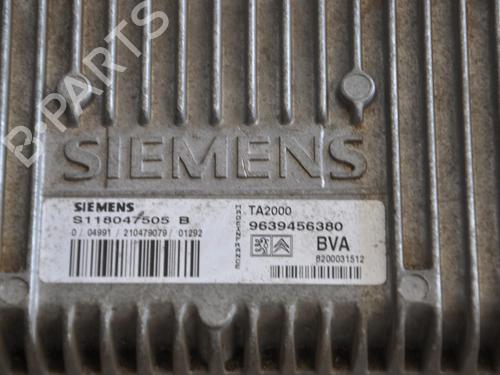 B-PARTS
SIEMENS
SIEMENS
S118047505 B
0 / 04991 / 210479079 / 01292
TA2000
9639456380
BVA
8200031512